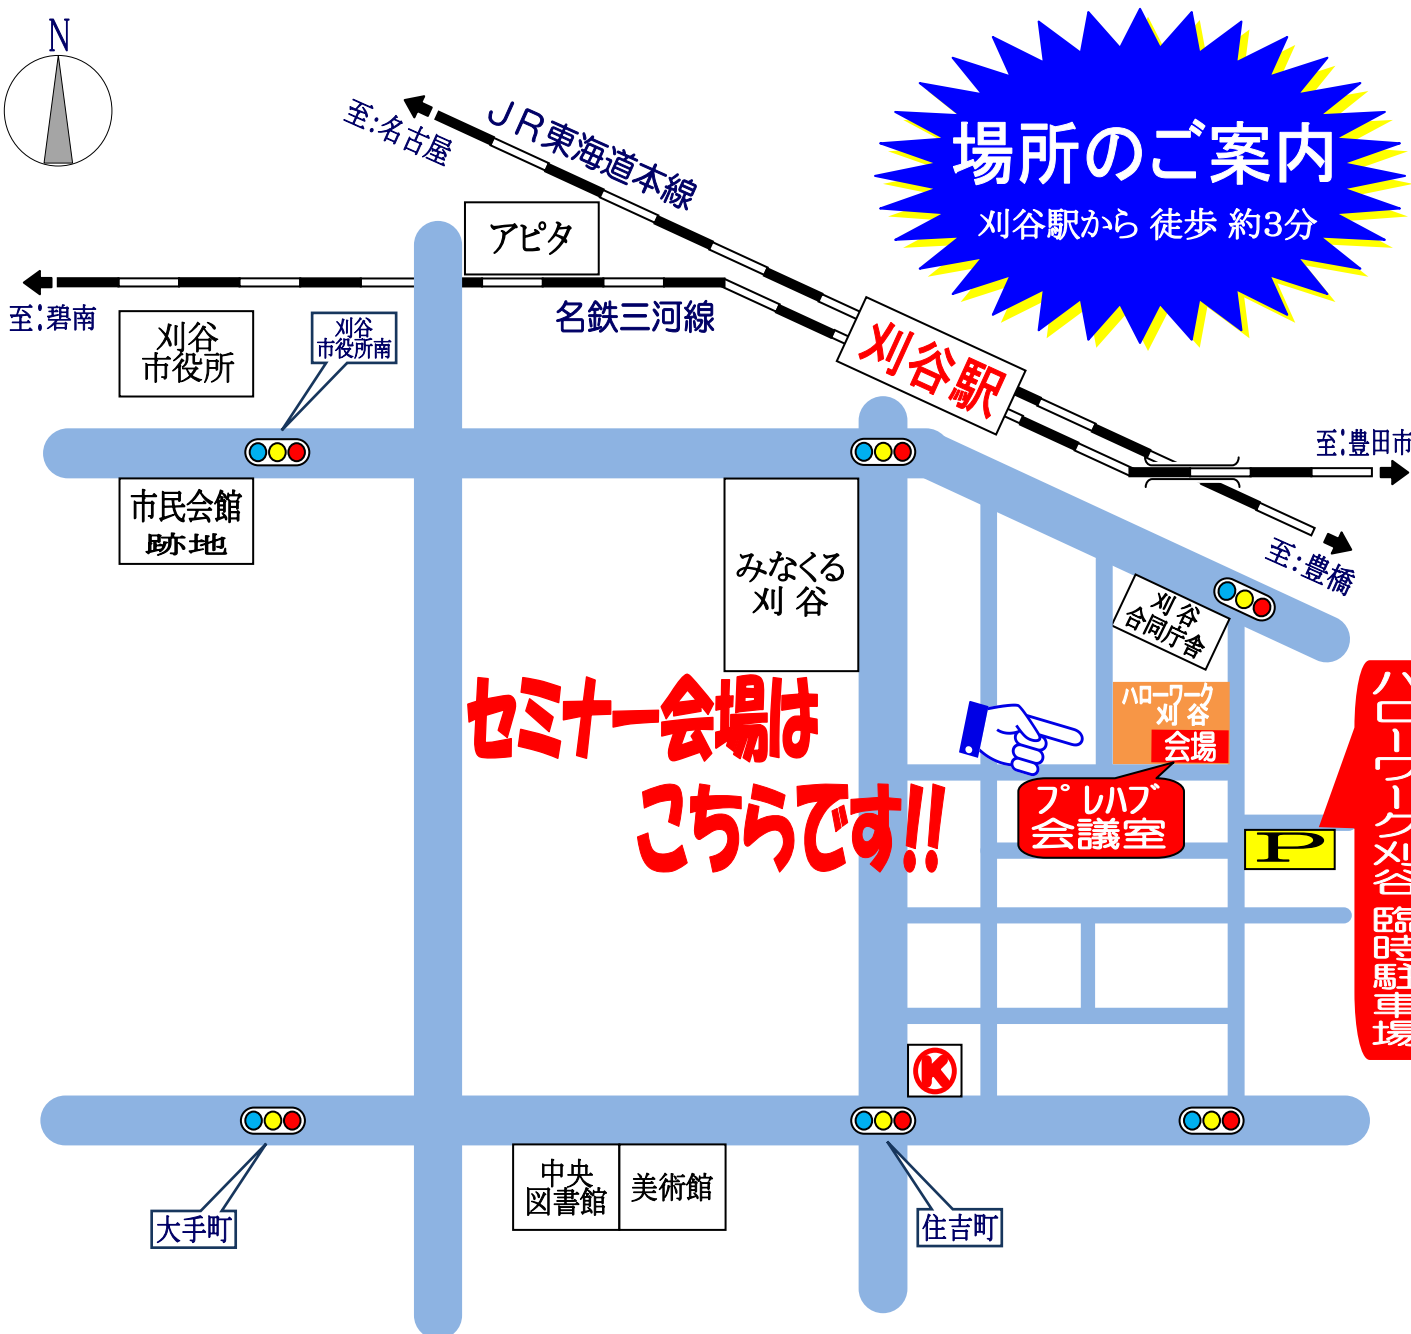 N
場所のご案内
刈谷駅から 徒歩 約3分
至:名古屋
JR東海道本線
アピタ
至:碧南
名鉄三河線
刈谷
市役所
刈谷
市役所南
刈谷駅
至:豊田市
至:豊橋
市民会館
跡地
みなくる
刈 谷
刈 谷
合同庁舎
セミナー会場は
こちらです!!
ハローワーク
刈 谷
会場
プレハブ
会議室
P
ハローワーク刈谷 臨時駐車場
K
中央
図書館
美術館
大手町
住吉町